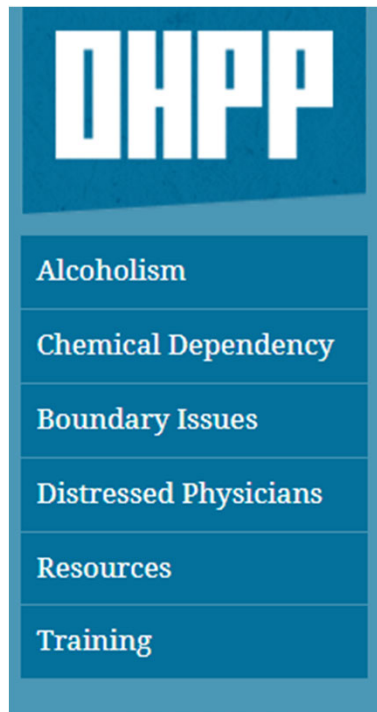 OHPP
Alcoholism
Chemical Dependency
Boundary Issues
Distressed Physicians
Resources
Training